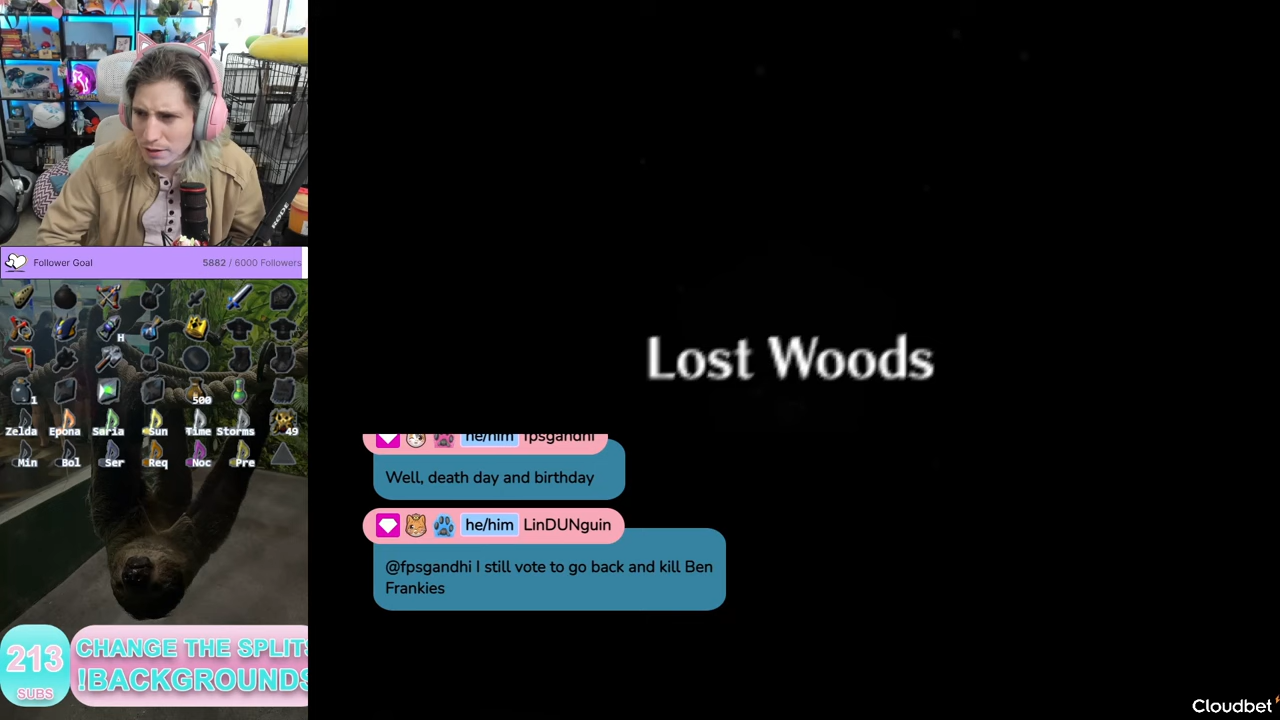 Follower Goal
5882 / 6000 Followers
H
1
500
Zelda Epona Saria Sun Time Storms 49
Min Bol Ser Req Noc Pre
213
SUBS
CHANGE THE SPLITS
!BACKGROUNDS
RODE
Lost Woods
he/him fpsgandhi
Well, death day and birthday
he/him LinDUNguin
@fpsgandhi I still vote to go back and kill Ben
Frankies
Cloudbet